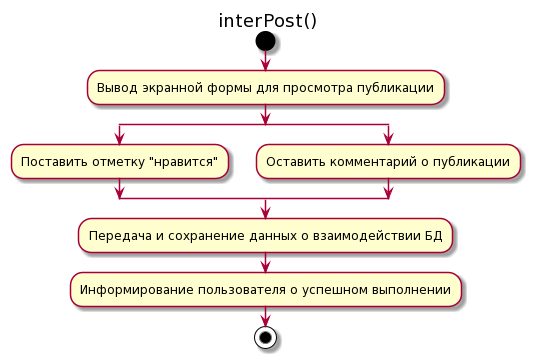 interPost()
Вывод экранной формы для просмотра публикации
Поставить отметку "нравится"
Оставить комментарий о публикации
Передача и сохранение данных о взаимодействии БД
Информирование пользователя о успешном выполнении